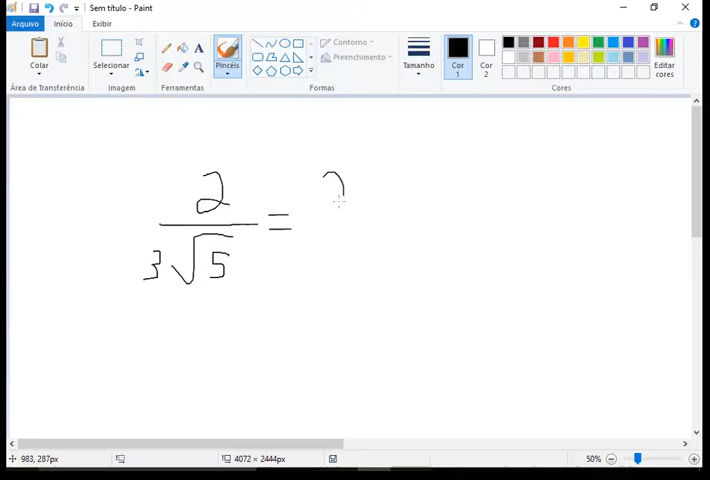 Sem título - Paint
Arquivo Início Exibir
Colar Selecionar Pincéis Contorno Preenchimento Tamanho Cor 1 Cor 2 Editar cores
Área de Transferência Imagem Ferramentas Formas Cores
2
=
3√5
983, 287px 4072 × 2444px 50%